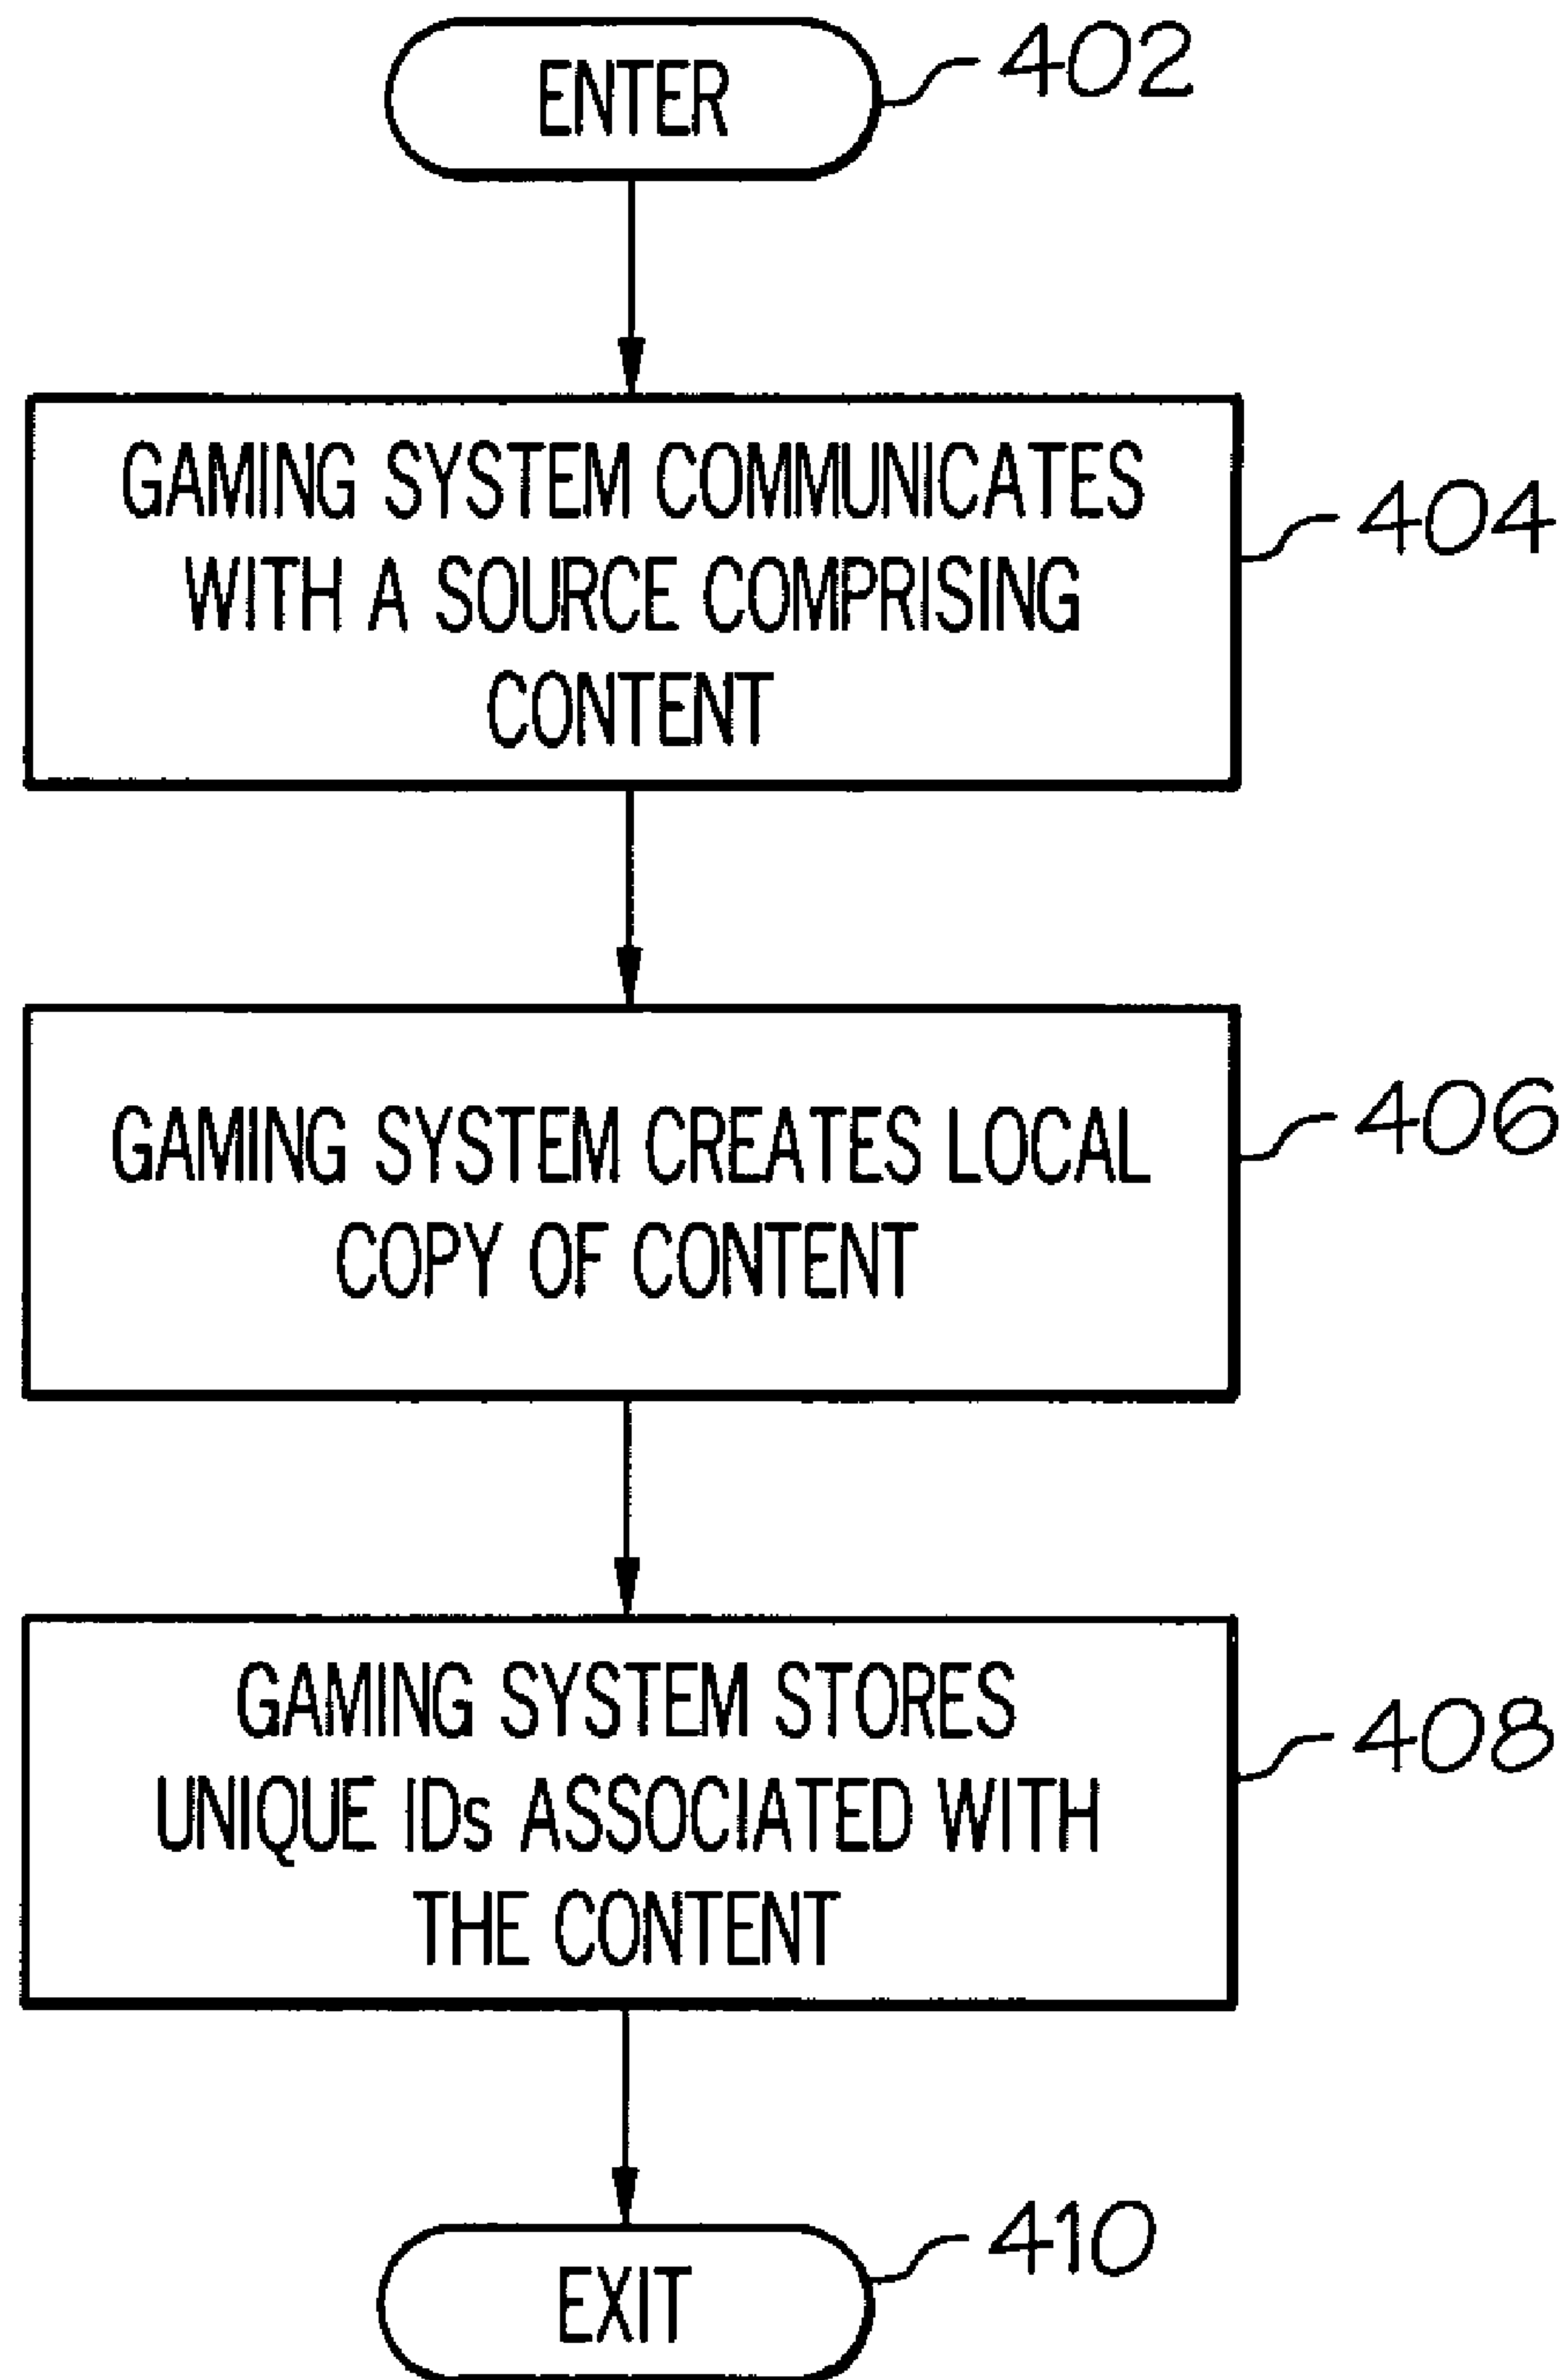 ENTER
402
GAMING SYSTEM COMMUNICATES
WITH A SOURCE COMPRISING
CONTENT
404
GAMING SYSTEM CREATES LOCAL
COPY OF CONTENT
406
GAMING SYSTEM STORES
UNIQUE IDs ASSOCIATED WITH
THE CONTENT
408
EXIT
410